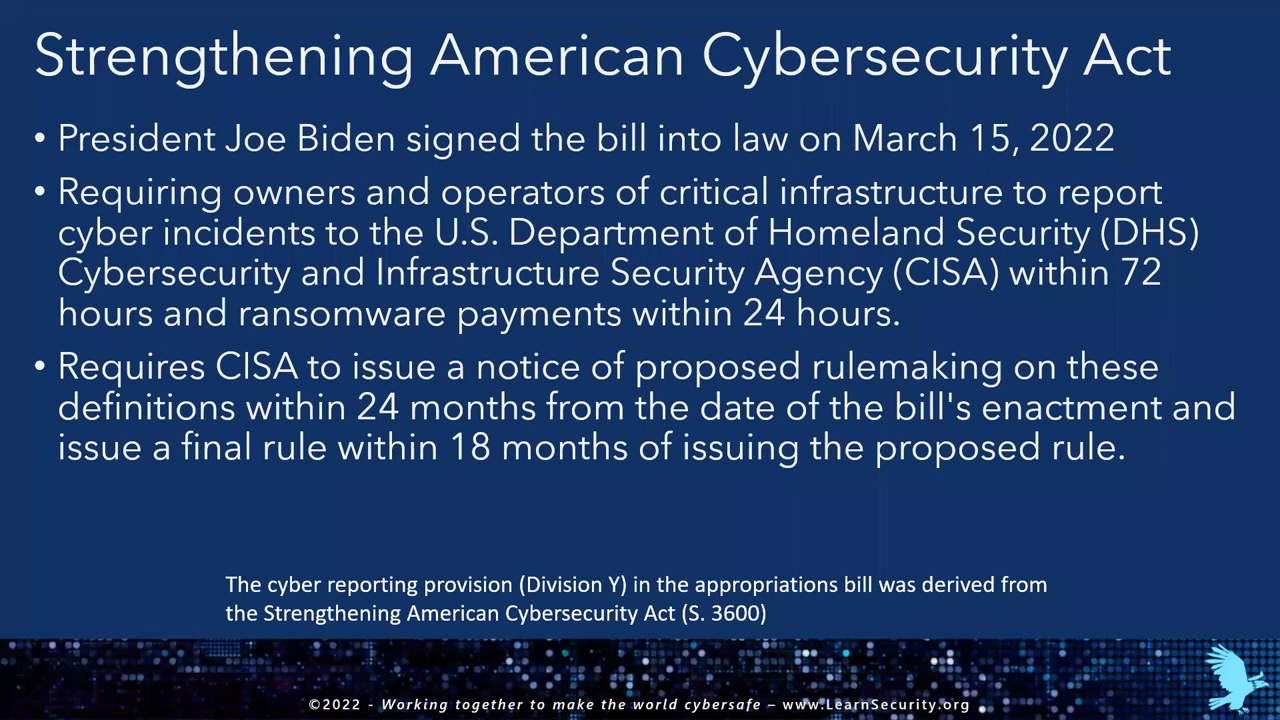 Strengthening American Cybersecurity Act
• President Joe Biden signed the bill into law on March 15, 2022
• Requiring owners and operators of critical infrastructure to report
cyber incidents to the U.S. Department of Homeland Security (DHS)
Cybersecurity and Infrastructure Security Agency (CISA) within 72
hours and ransomware payments within 24 hours.
• Requires CISA to issue a notice of proposed rulemaking on these
definitions within 24 months from the date of the bill's enactment and
issue a final rule within 18 months of issuing the proposed rule.
The cyber reporting provision (Division Y) in the appropriations bill was derived from
the Strengthening American Cybersecurity Act (S. 3600)
©2022 - Working together to make the world cybersafe – www.LearnSecurity.org